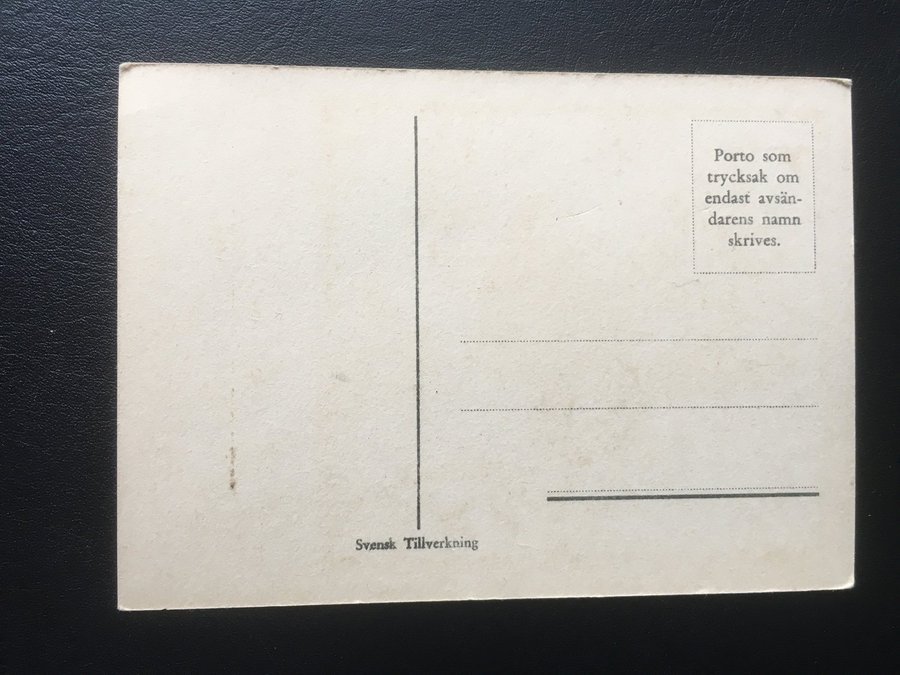 Porto som
trycksak om
endast avsän-
darens namn
skrives.
Svensk Tillverkning